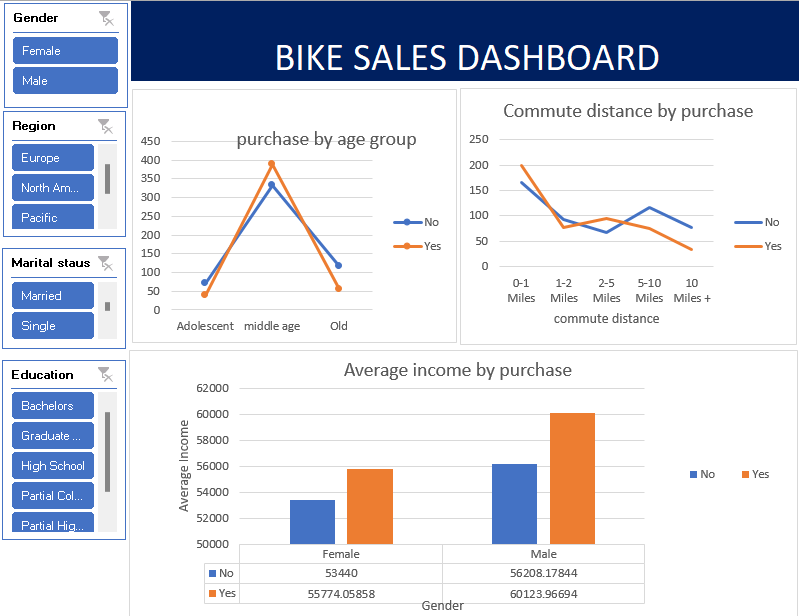 Gender
Female
Male
Region
Europe
North Am...
Pacific
Marital staus
Married
Single
Education
Bachelors
Graduate ...
High School
Partial Col...
Partial Hig...
BIKE SALES DASHBOARD
purchase by age group
450
400
350
300
250
200
150
100
50
0
Adolescent middle age Old
No
Yes
Commute distance by purchase
250
200
150
100
50
0
0-1 1-2 2-5 5-10 10
Miles Miles Miles Miles Miles +
commute distance
No
Yes
Average income by purchase
Average Income
62000
60000
58000
56000
54000
52000
50000
Female Male
No 53440 56208.17844
Yes 55774.05858 60123.96694
Gender
No Yes